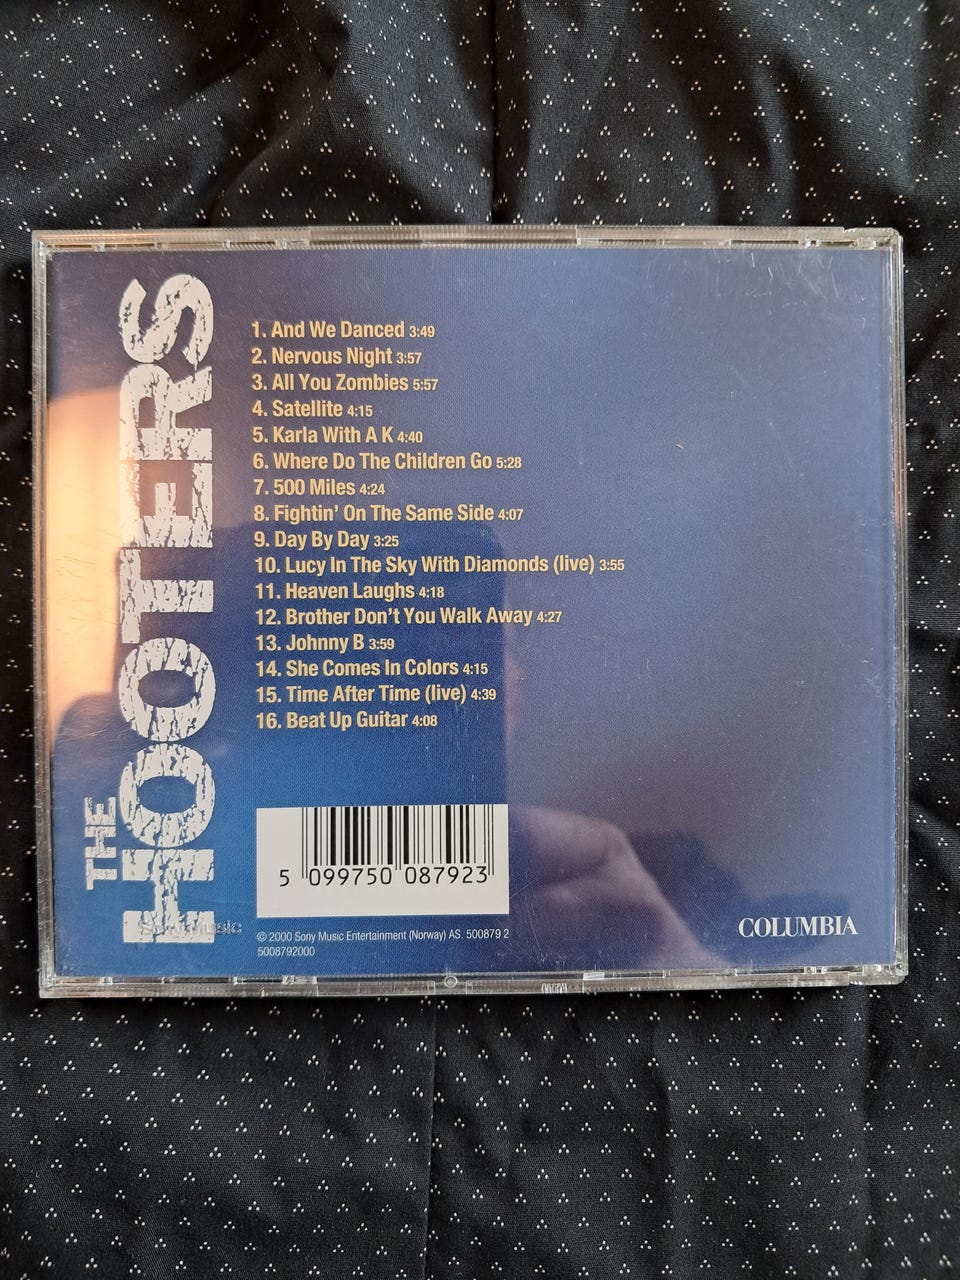 THE
HOOTERS
1. And We Danced 3:49
2. Nervous Night 3:57
3. All You Zombies 5:57
4. Satellite 4:15
5. Karla With A K 4:40
6. Where Do The Children Go 5:28
7. 500 Miles 4:24
8. Fightin' On The Same Side 4:07
9. Day By Day 3:25
10. Lucy In The Sky With Diamonds (live) 3:55
11. Heaven Laughs 4:18
12. Brother Don't You Walk Away 4:27
13. Johnny B 3:59
14. She Comes In Colors 4:15
15. Time After Time (live) 4:39
16. Beat Up Guitar 4:08
5 099750 087923
Sony Music
© 2000 Sony Music Entertainment (Norway) AS. 500879 2
5008792000
COLUMBIA